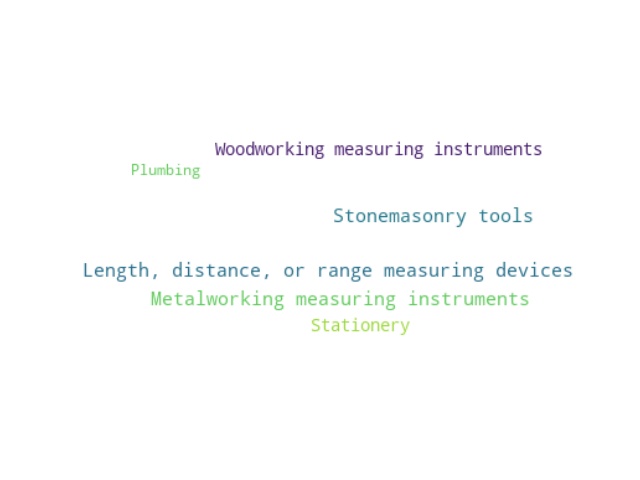 Woodworking measuring instruments
Plumbing
Stonemasonry tools
Length, distance, or range measuring devices
Metalworking measuring instruments
Stationery